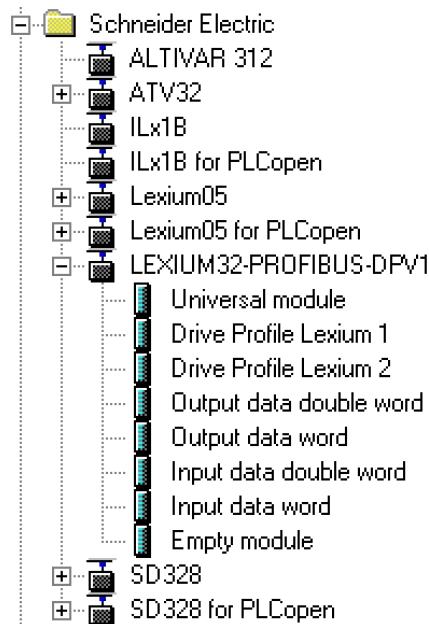 Schneider Electric
ALTIVAR 312
ATV32
ILx1B
ILx1B for PLCopen
Lexium05
Lexium05 for PLCopen
LEXIUM32-PROFIBUS-DPV1
Universal module
Drive Profile Lexium 1
Drive Profile Lexium 2
Output data double word
Output data word
Input data double word
Input data word
Empty module
SD328
SD328 for PLCopen